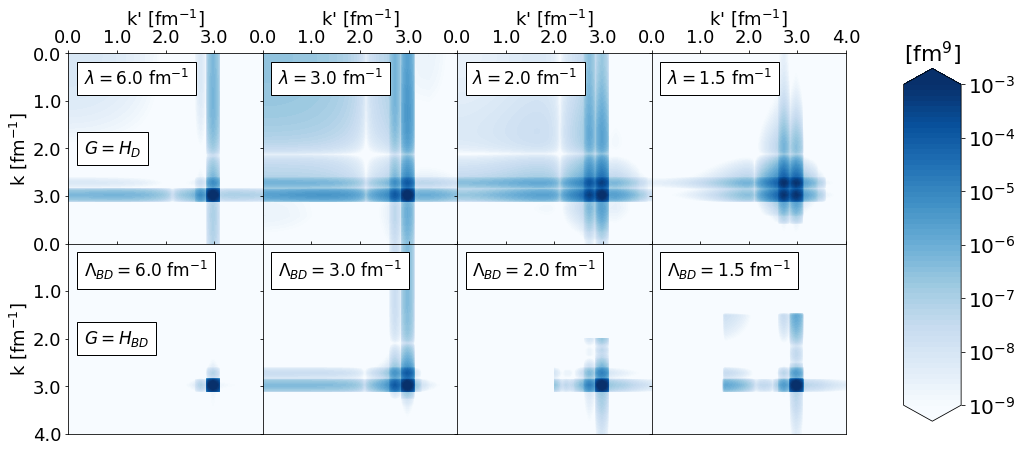 k' [fm⁻¹] k' [fm⁻¹] k' [fm⁻¹] k' [fm⁻¹]
0.0 1.0 2.0 3.0 0.0 1.0 2.0 3.0 0.0 1.0 2.0 3.0 0.0 1.0 2.0 3.0 4.0
[fm⁹]
0.0
λ = 6.0 fm⁻¹ λ = 3.0 fm⁻¹ λ = 2.0 fm⁻¹ λ = 1.5 fm⁻¹
1.0
k [fm⁻¹]
2.0
G = H_D
3.0
0.0
Λ_BD = 6.0 fm⁻¹ Λ_BD = 3.0 fm⁻¹ Λ_BD = 2.0 fm⁻¹ Λ_BD = 1.5 fm⁻¹
1.0
k [fm⁻¹]
2.0
G = H_BD
3.0
4.0
10⁻³
10⁻⁴
10⁻⁵
10⁻⁶
10⁻⁷
10⁻⁸
10⁻⁹